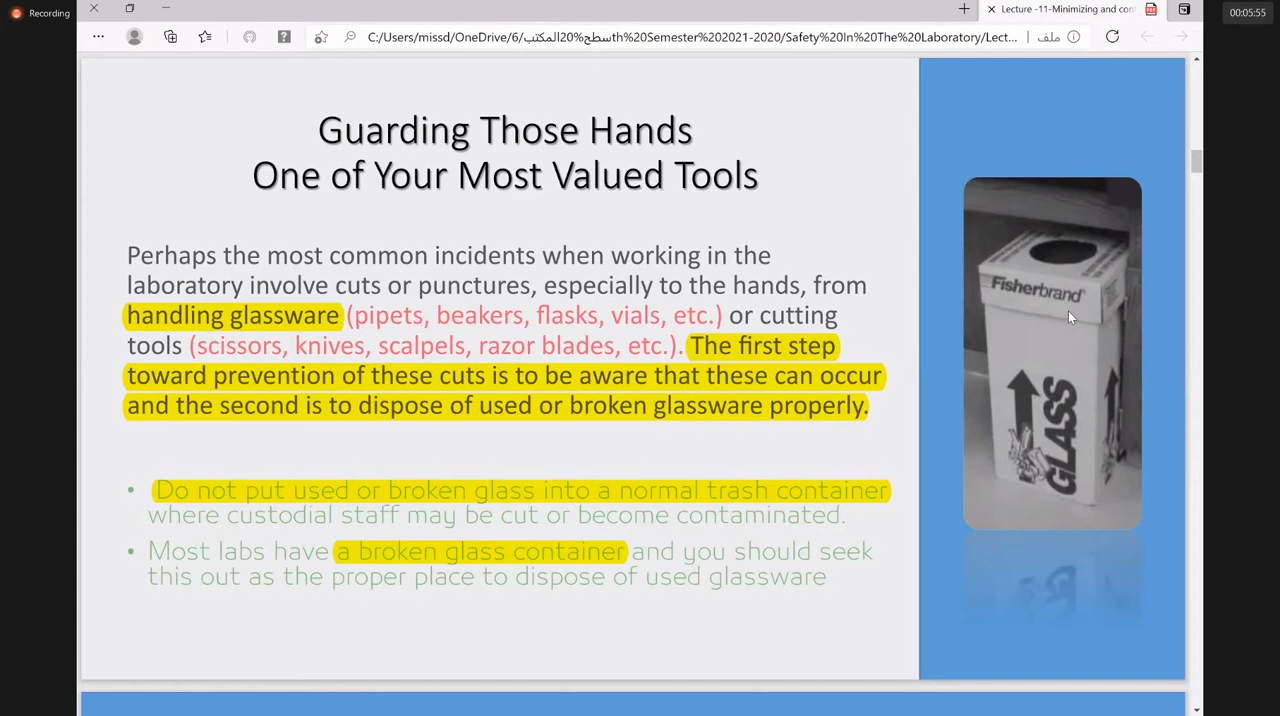 Recording
Lecture -11-Minimizing and con
00:05:55
C:/Users/missd/OneDrive/6/سطح%20المكتبth%20Semester%202021-2020/Safety%20In%20The%20Laboratory/Lect...
ملف
Guarding Those Hands
One of Your Most Valued Tools
Perhaps the most common incidents when working in the
laboratory involve cuts or punctures, especially to the hands, from
handling glassware (pipets, beakers, flasks, vials, etc.) or cutting
tools (scissors, knives, scalpels, razor blades, etc.). The first step
toward prevention of these cuts is to be aware that these can occur
and the second is to dispose of used or broken glassware properly.
• Do not put used or broken glass into a normal trash container
where custodial staff may be cut or become contaminated.
• Most labs have a broken glass container and you should seek
this out as the proper place to dispose of used glassware
Fisherbrand
GLASS